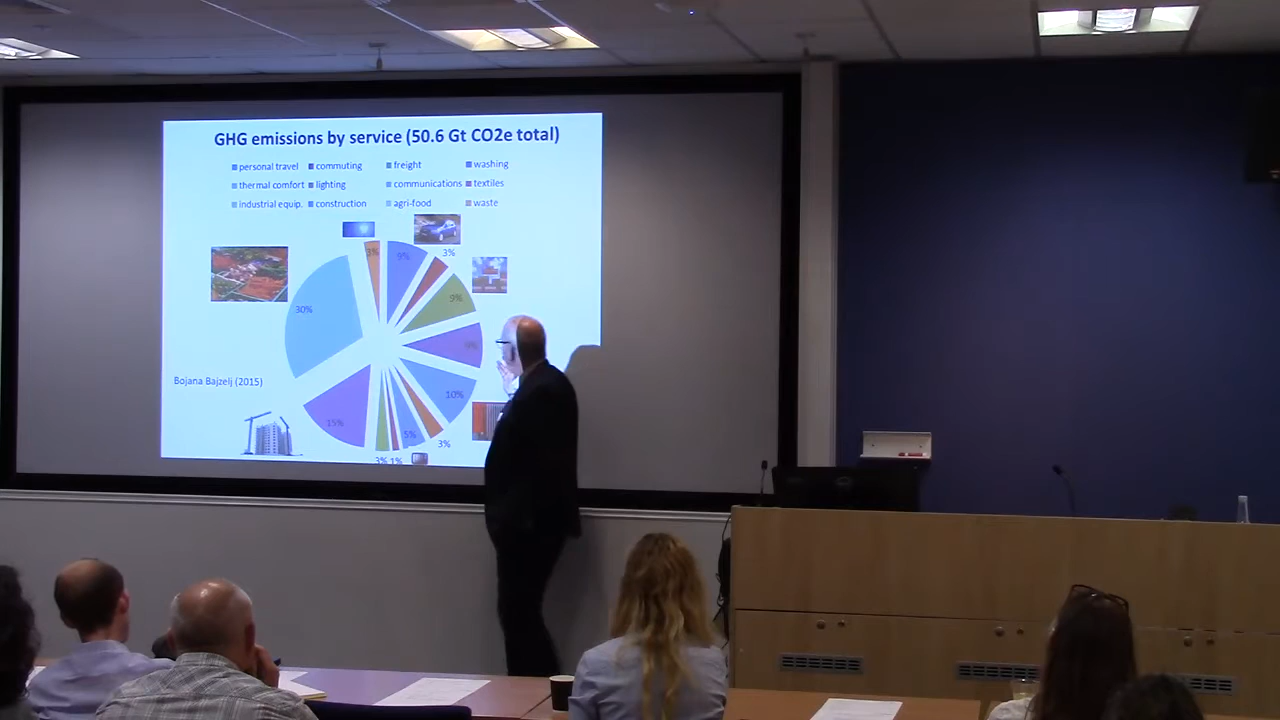 GHG emissions by service (50.6 Gt CO2e total)
personal travel commuting freight washing
thermal comfort lighting communications textiles
industrial equip. construction agri-food waste
3% 9% 3%
9%
30%
10%
Bojana Bajzelj (2015)
15% 5% 3%
3% 1%